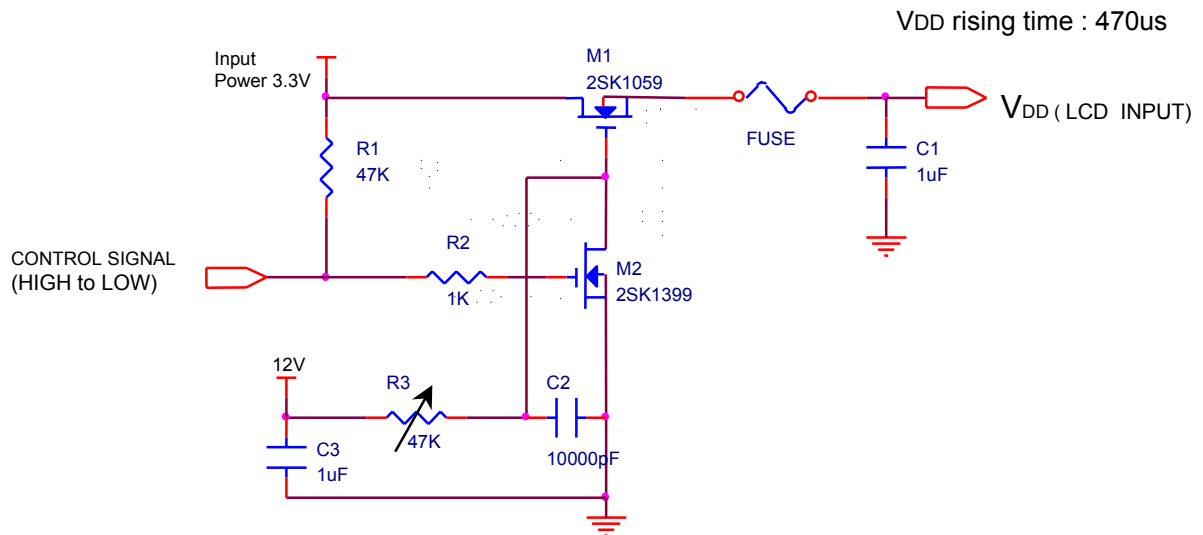 VDD rising time : 470us
Input
Power 3.3V
M1
2SK1059
FUSE
VDD ( LCD INPUT)
R1
47K
C1
1uF
CONTROL SIGNAL
(HIGH to LOW)
R2
1K
M2
2SK1399
12V
R3
47K
C2
10000pF
C3
1uF